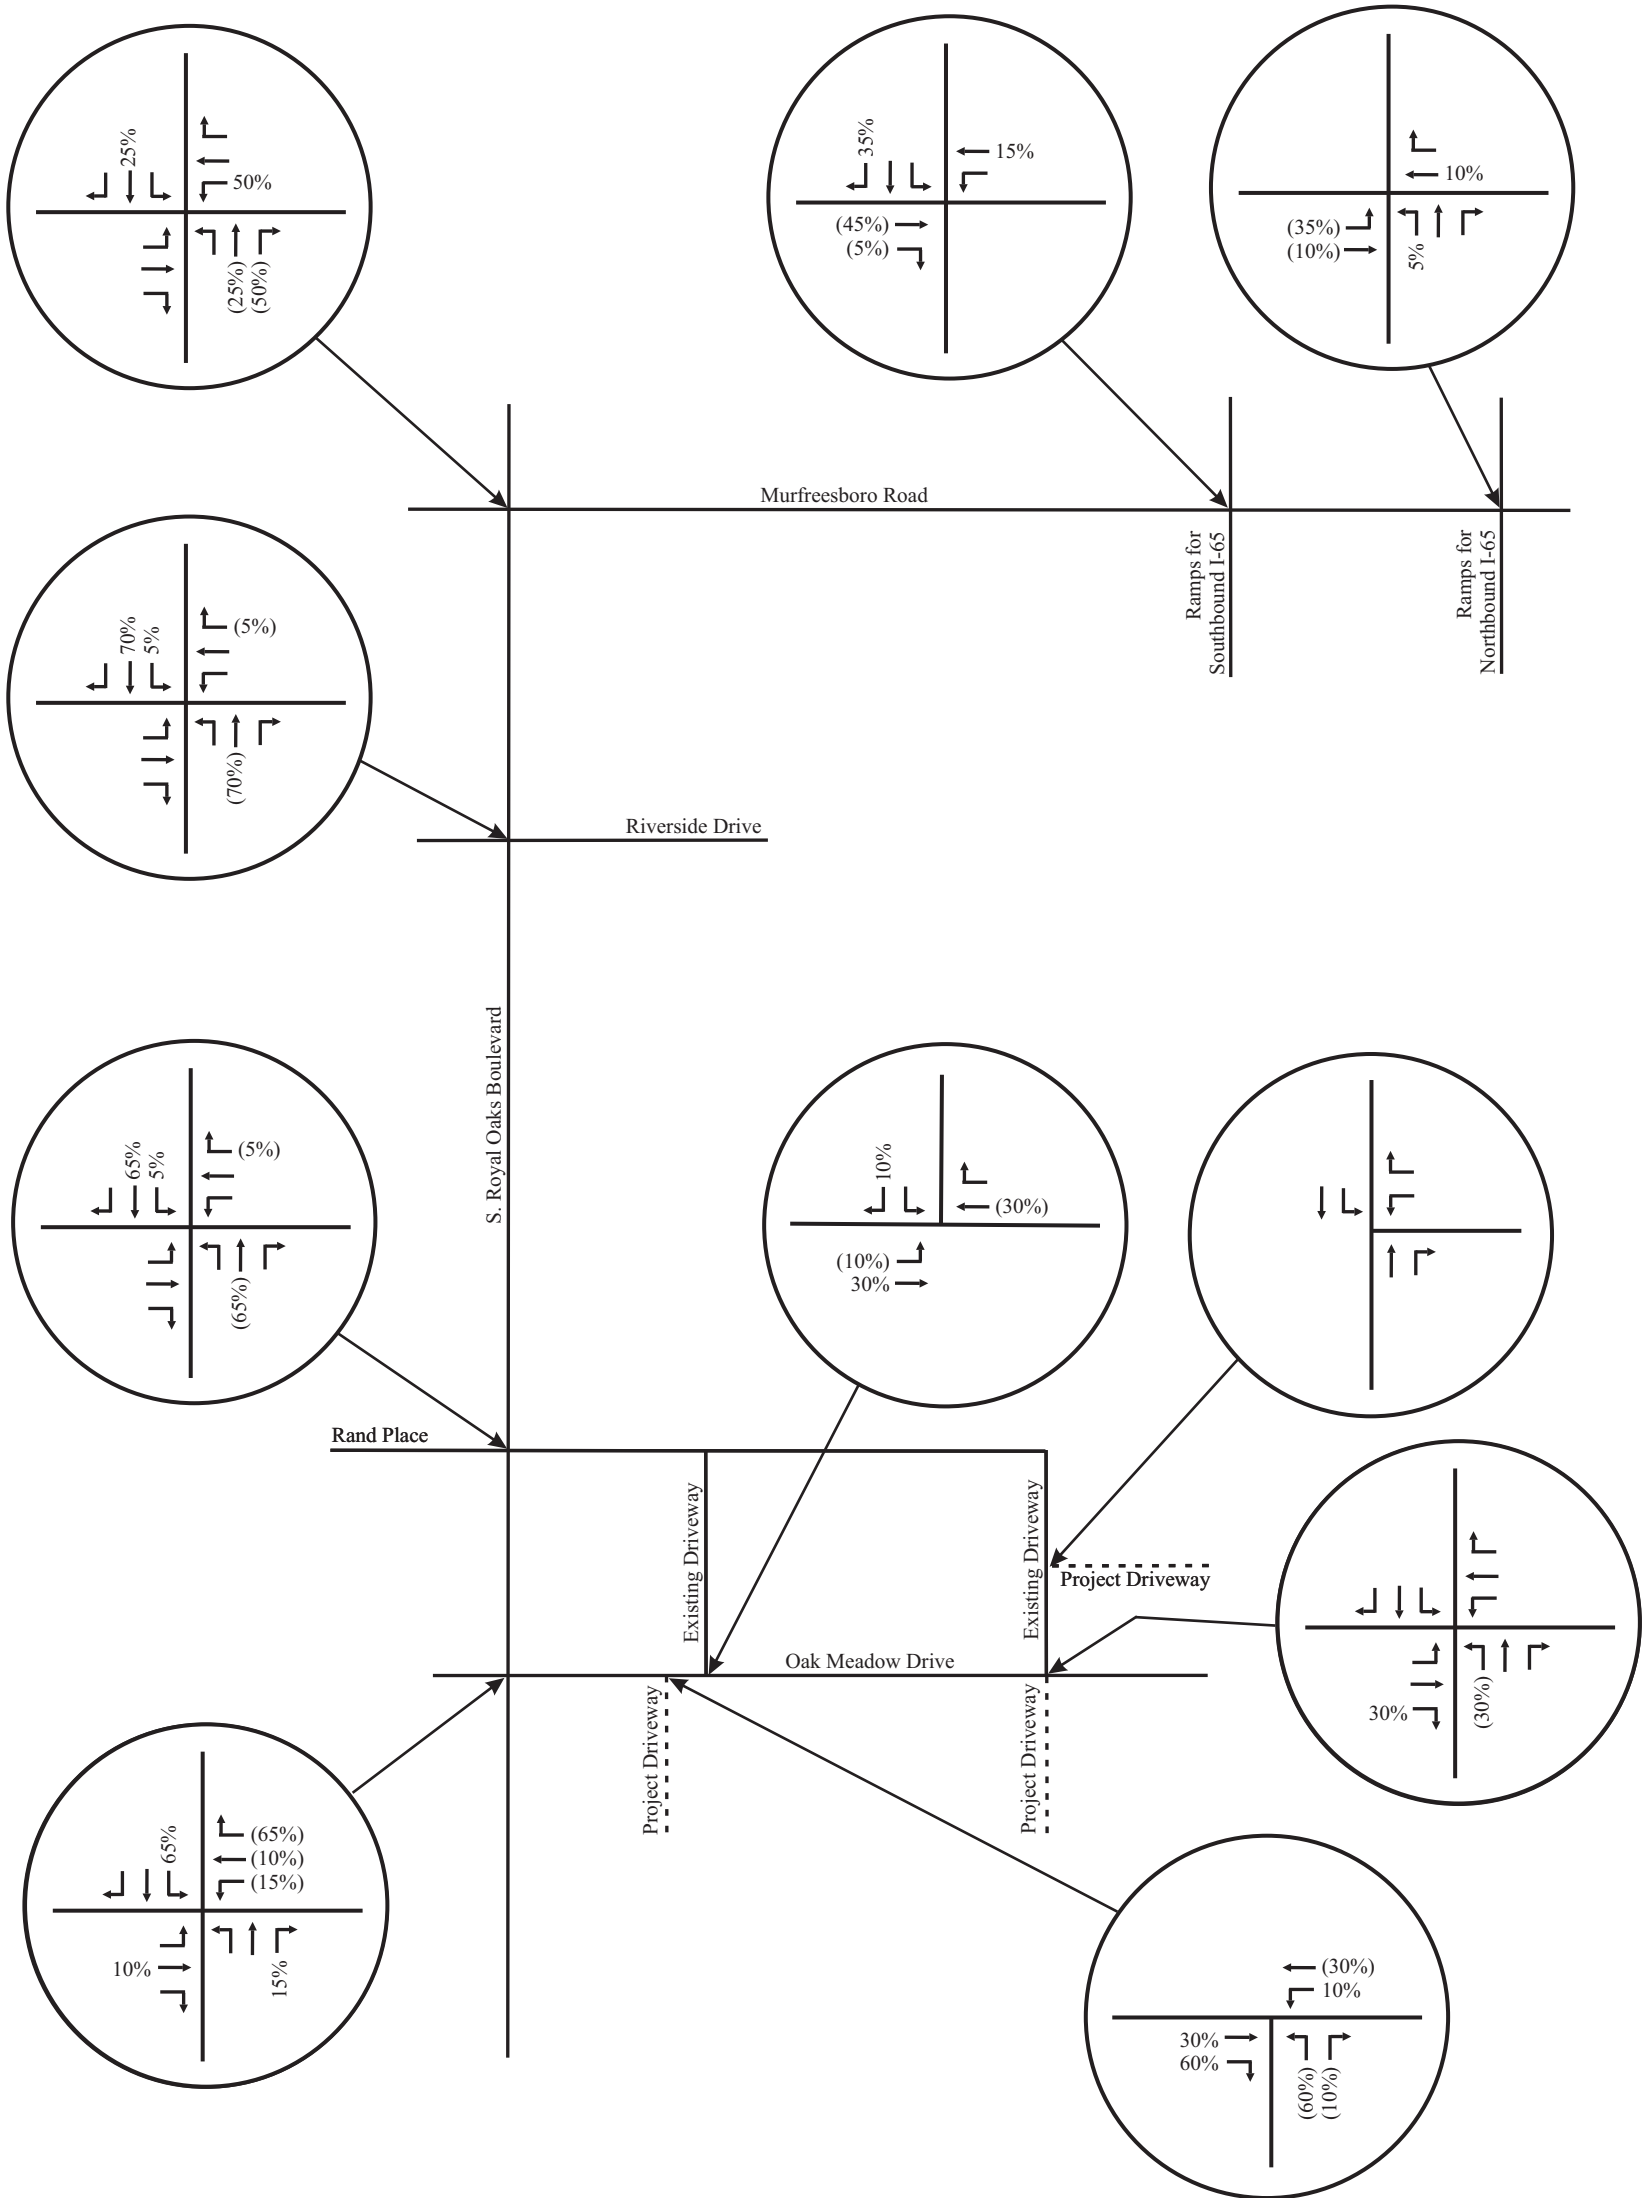 25%
50%
(25%)
(50%)
35%
15%
(45%)
(5%)
10%
(35%)
(10%)
5%
Murfreesboro Road
Ramps for
Southbound I-65
Ramps for
Northbound I-65
70%
5%
(5%)
(70%)
Riverside Drive
S. Royal Oaks Boulevard
65%
5%
(5%)
(65%)
10%
(30%)
(10%)
30%
Rand Place
Existing Driveway
Existing Driveway
Project Driveway
Oak Meadow Drive
30%
(30%)
Project Driveway
Project Driveway
65%
(65%)
(10%)
(15%)
10%
15%
(30%)
10%
30%
60%
(60%)
(10%)